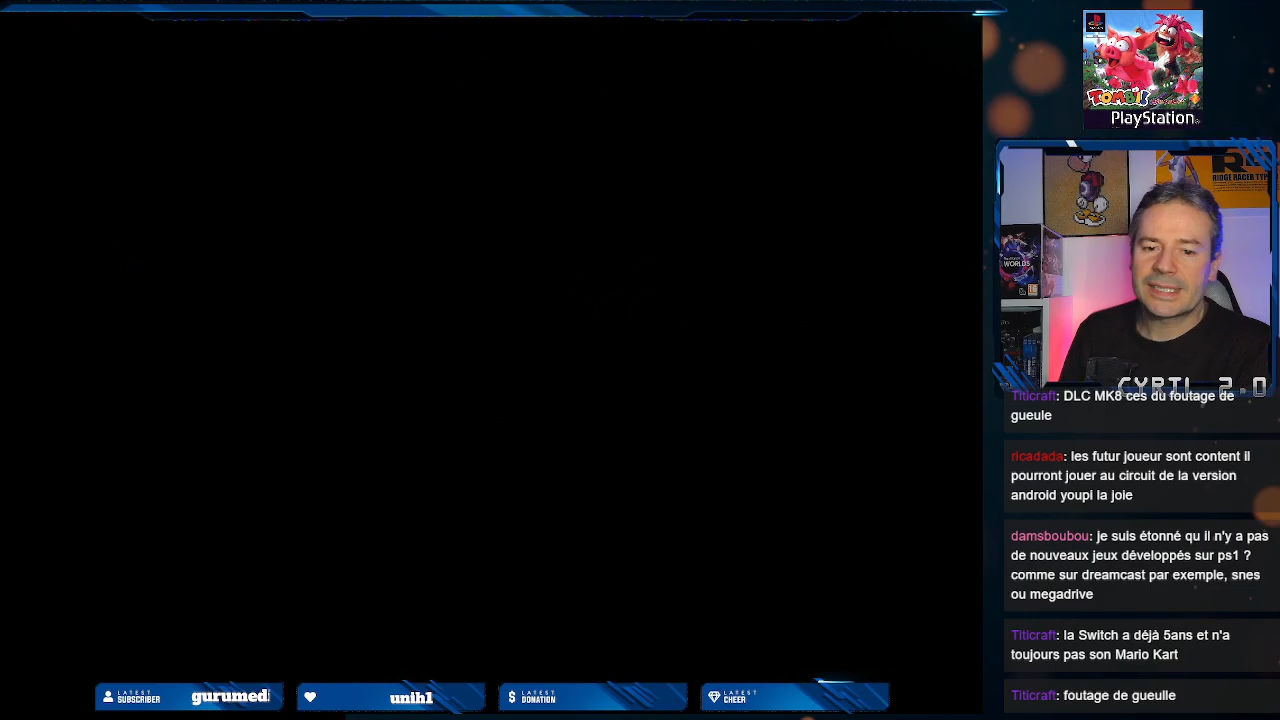 TOMBI!
PlayStation
RIDGE RACER TYPE
WORLDS
CYRIL 2.0
Titicraft: DLC MK8 ces du foutage de
gueule
ricadada: les futur joueur sont content il
pourront jouer au circuit de la version
android youpi la joie
damsboubou: je suis étonné qu il n'y a pas
de nouveaux jeux développés sur ps1 ?
comme sur dreamcast par exemple, snes
ou megadrive
Titicraft: la Switch a déjà 5ans et n'a
toujours pas son Mario Kart
Titicraft: foutage de gueulle
LATEST
SUBSCRIBER
gurumedi
unih1
LATEST
DONATION
LATEST
CHEER